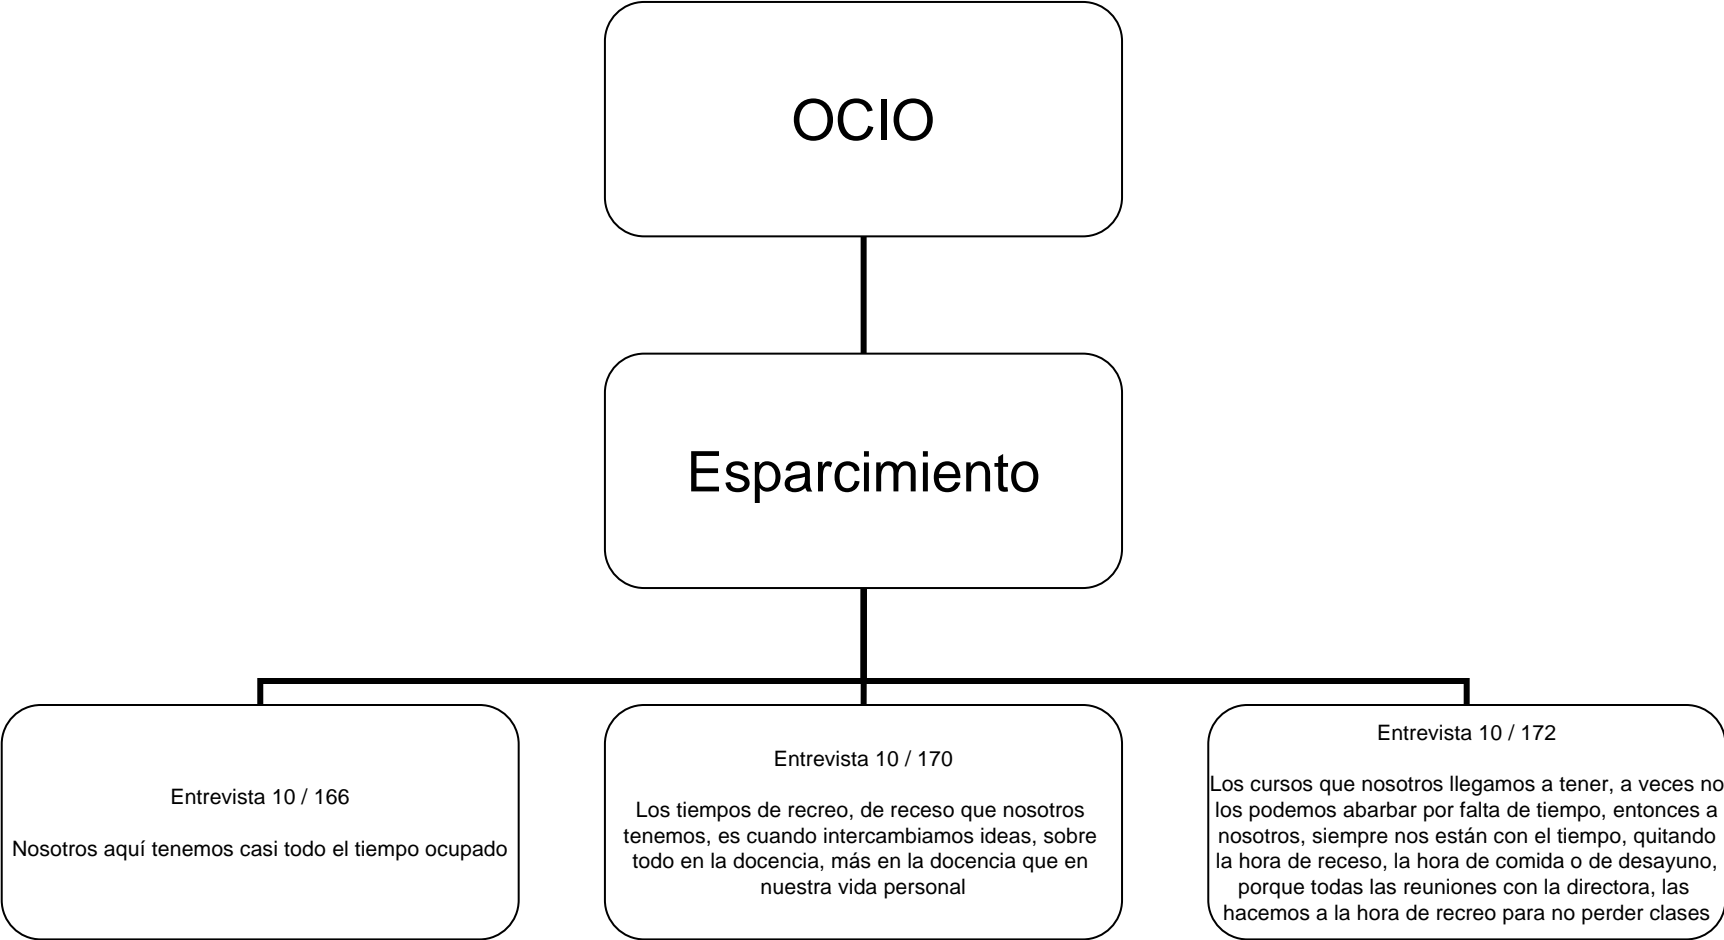 OCIO
Esparcimiento
Entrevista 10 / 166
Nosotros aquí tenemos casi todo el tiempo ocupado
Entrevista 10 / 170
Los tiempos de recreo, de receso que nosotros
tenemos, es cuando intercambiamos ideas, sobre
todo en la docencia, más en la docencia que en
nuestra vida personal
Entrevista 10 / 172
Los cursos que nosotros llegamos a tener, a veces no
los podemos abarbar por falta de tiempo, entonces a
nosotros, siempre nos están con el tiempo, quitando
la hora de receso, la hora de comida o de desayuno,
porque todas las reuniones con la directora, las
hacemos a la hora de recreo para no perder clases